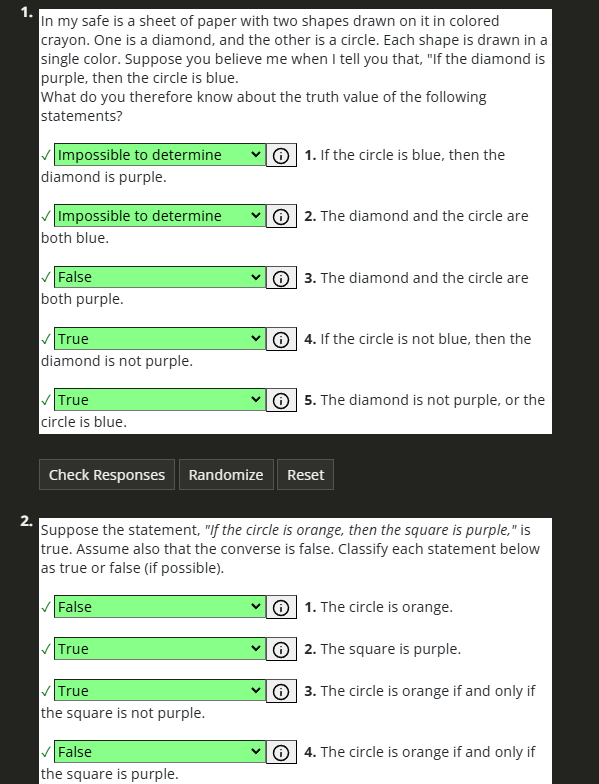 1.
In my safe is a sheet of paper with two shapes drawn on it in colored
crayon. One is a diamond, and the other is a circle. Each shape is drawn in a
single color. Suppose you believe me when I tell you that, "If the diamond is
purple, then the circle is blue.
What do you therefore know about the truth value of the following
statements?
✓ Impossible to determine 1. If the circle is blue, then the
diamond is purple.
✓ Impossible to determine 2. The diamond and the circle are
both blue.
✓ False 3. The diamond and the circle are
both purple.
✓ True 4. If the circle is not blue, then the
diamond is not purple.
✓ True 5. The diamond is not purple, or the
circle is blue.
Check Responses Randomize Reset
2.
Suppose the statement, "If the circle is orange, then the square is purple," is
true. Assume also that the converse is false. Classify each statement below
as true or false (if possible).
✓ False 1. The circle is orange.
✓ True 2. The square is purple.
✓ True 3. The circle is orange if and only if
the square is not purple.
✓ False 4. The circle is orange if and only if
the square is purple.